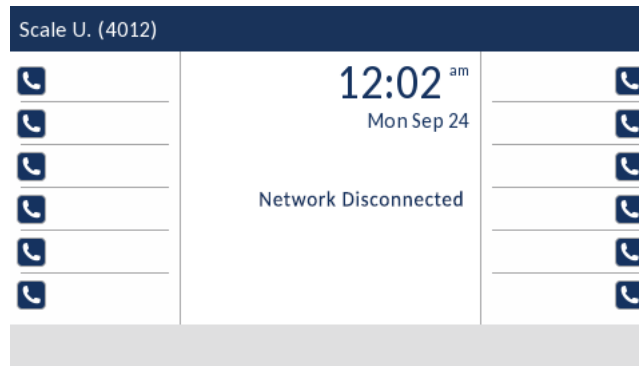 Scale U. (4012)
12:02 am
Mon Sep 24
Network Disconnected